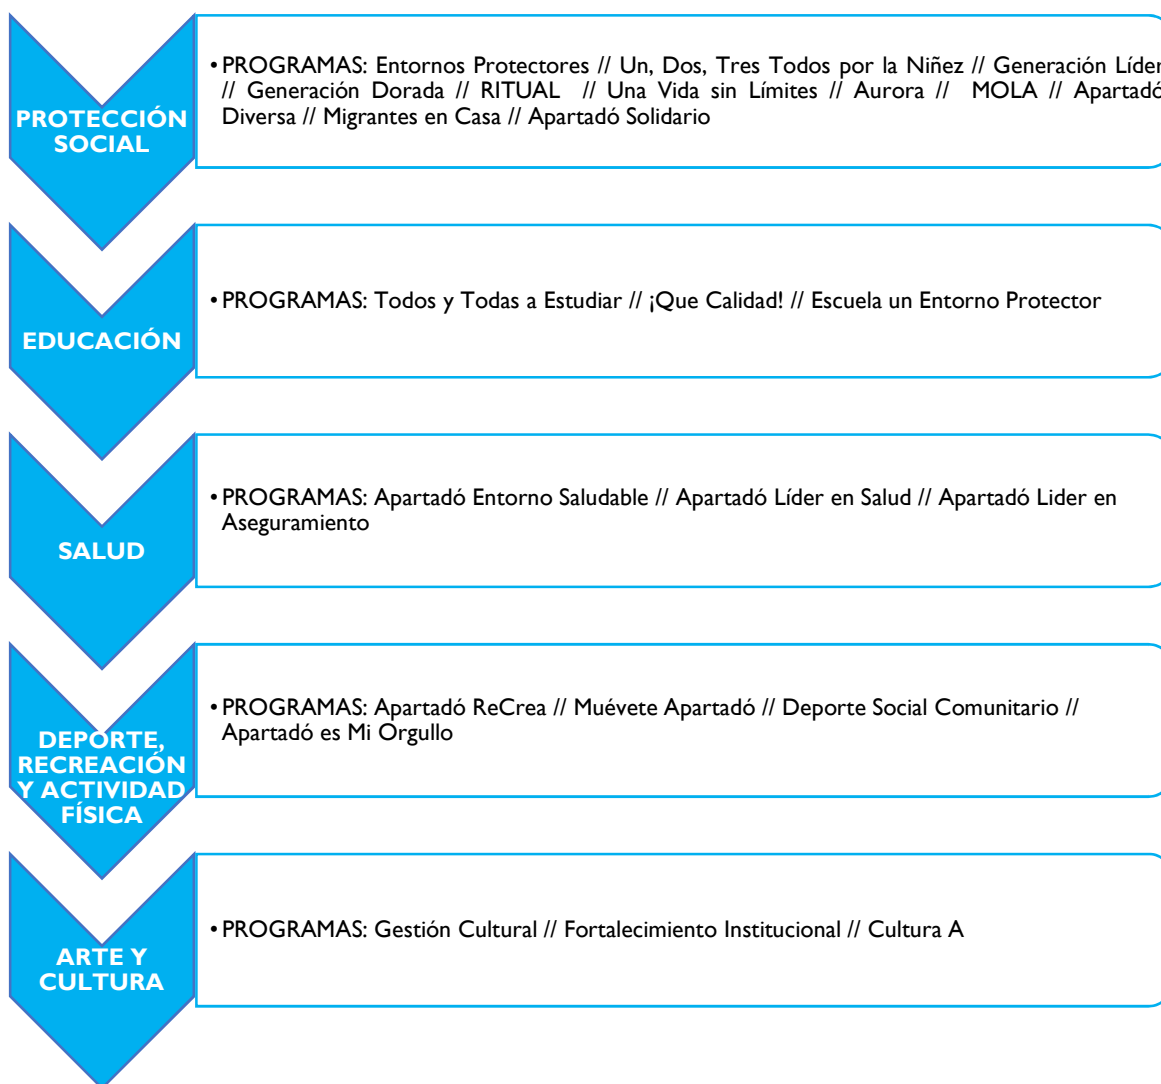 PROTECCIÓN
SOCIAL
• PROGRAMAS: Entornos Protectores // Un, Dos, Tres Todos por la Niñez // Generación Líder
// Generación Dorada // RITUAL // Una Vida sin Límites // Aurora // MOLA // Apartadó
Diversa // Migrantes en Casa // Apartadó Solidario
EDUCACIÓN
• PROGRAMAS: Todos y Todas a Estudiar // ¡Que Calidad! // Escuela un Entorno Protector
SALUD
• PROGRAMAS: Apartadó Entorno Saludable // Apartadó Líder en Salud // Apartadó Lider en
Aseguramiento
DEPORTE,
RECREACIÓN
Y ACTIVIDAD
FÍSICA
• PROGRAMAS: Apartadó ReCrea // Muévete Apartadó // Deporte Social Comunitario //
Apartadó es Mi Orgullo
ARTE Y
CULTURA
• PROGRAMAS: Gestión Cultural // Fortalecimiento Institucional // Cultura A